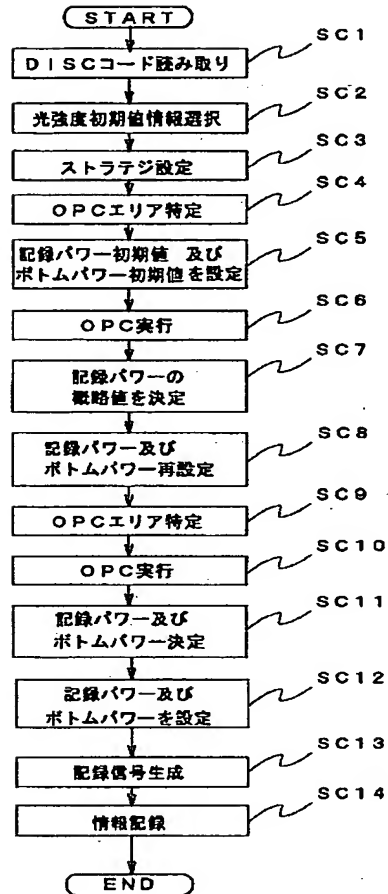 START
SC1
DISCコード読み取り
SC2
光強度初期値情報選択
SC3
ストラテジ設定
SC4
OPCエリア特定
SC5
記録パワー初期値 及び
ボトムパワー初期値を設定
SC6
OPC実行
SC7
記録パワーの
概略値を決定
SC8
記録パワー及び
ボトムパワー再設定
SC9
OPCエリア特定
SC10
OPC実行
SC11
記録パワー及び
ボトムパワー決定
SC12
記録パワー及び
ボトムパワーを設定
SC13
記録信号生成
SC14
情報記録
END